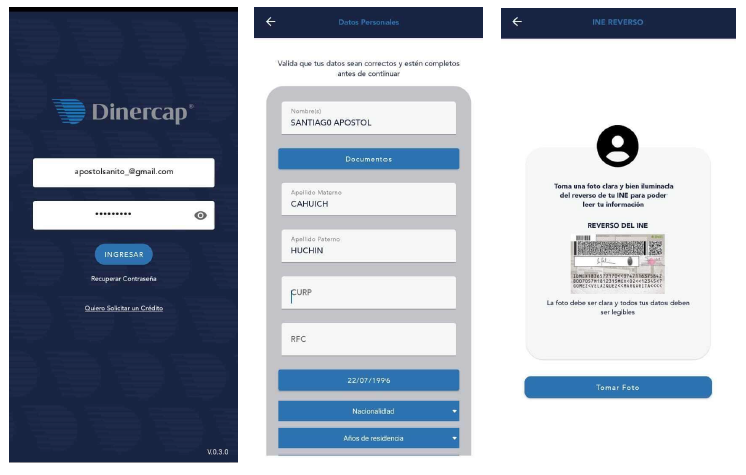 Dinercap®
apostolsanito_@gmail.com
•••••••••
INGRESAR
Recuperar Contraseña
Quiero Solicitar un Crédito
V.0.3.0
Datos Personales
Valida que tus datos sean correctos y estén completos
antes de continuar
Nombre(s)
SANTIAG0 APOSTOL
Documentos
Apellido Materno
CAHUICH
Apellido Paterno
HUCHIN
CURP
RFC
22/07/1996
Nacionalidad
Años de residencia
INE REVERSO
Toma una foto clara y bien iluminada
del reverso de tu INE para poder
leer tu información
REVERSO DEL INE
La foto debe ser clara y todos tus datos deben
ser legibles
Tomar Foto